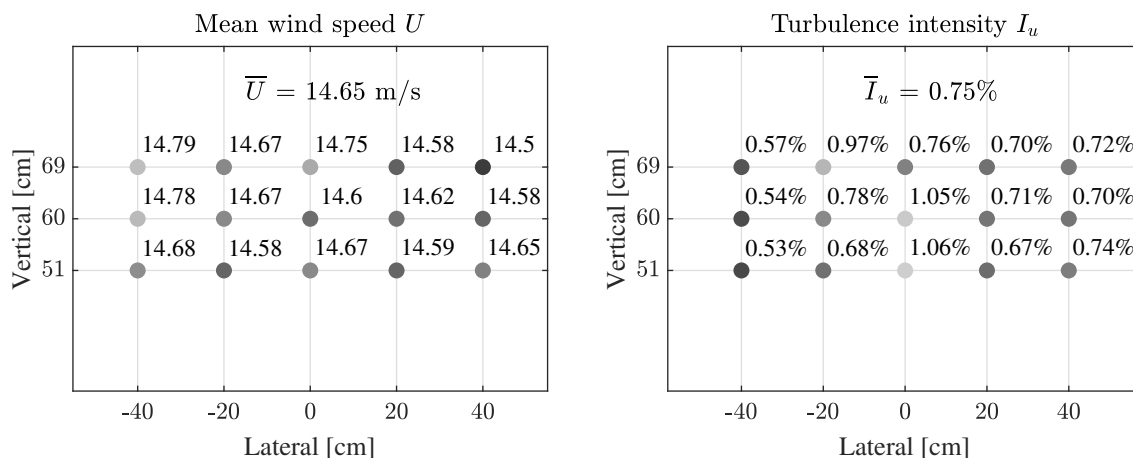 Mean wind speed U
U = 14.65 m/s
14.79 14.67 14.75 14.58 14.5
14.78 14.67 14.6 14.62 14.58
14.68 14.58 14.67 14.59 14.65
69
60
51
Vertical [cm]
-40 -20 0 20 40
Lateral [cm]
Turbulence intensity Iᵤ
I̅ᵤ = 0.75%
0.57% 0.97% 0.76% 0.70% 0.72%
0.54% 0.78% 1.05% 0.71% 0.70%
0.53% 0.68% 1.06% 0.67% 0.74%
69
60
51
Vertical [cm]
-40 -20 0 20 40
Lateral [cm]